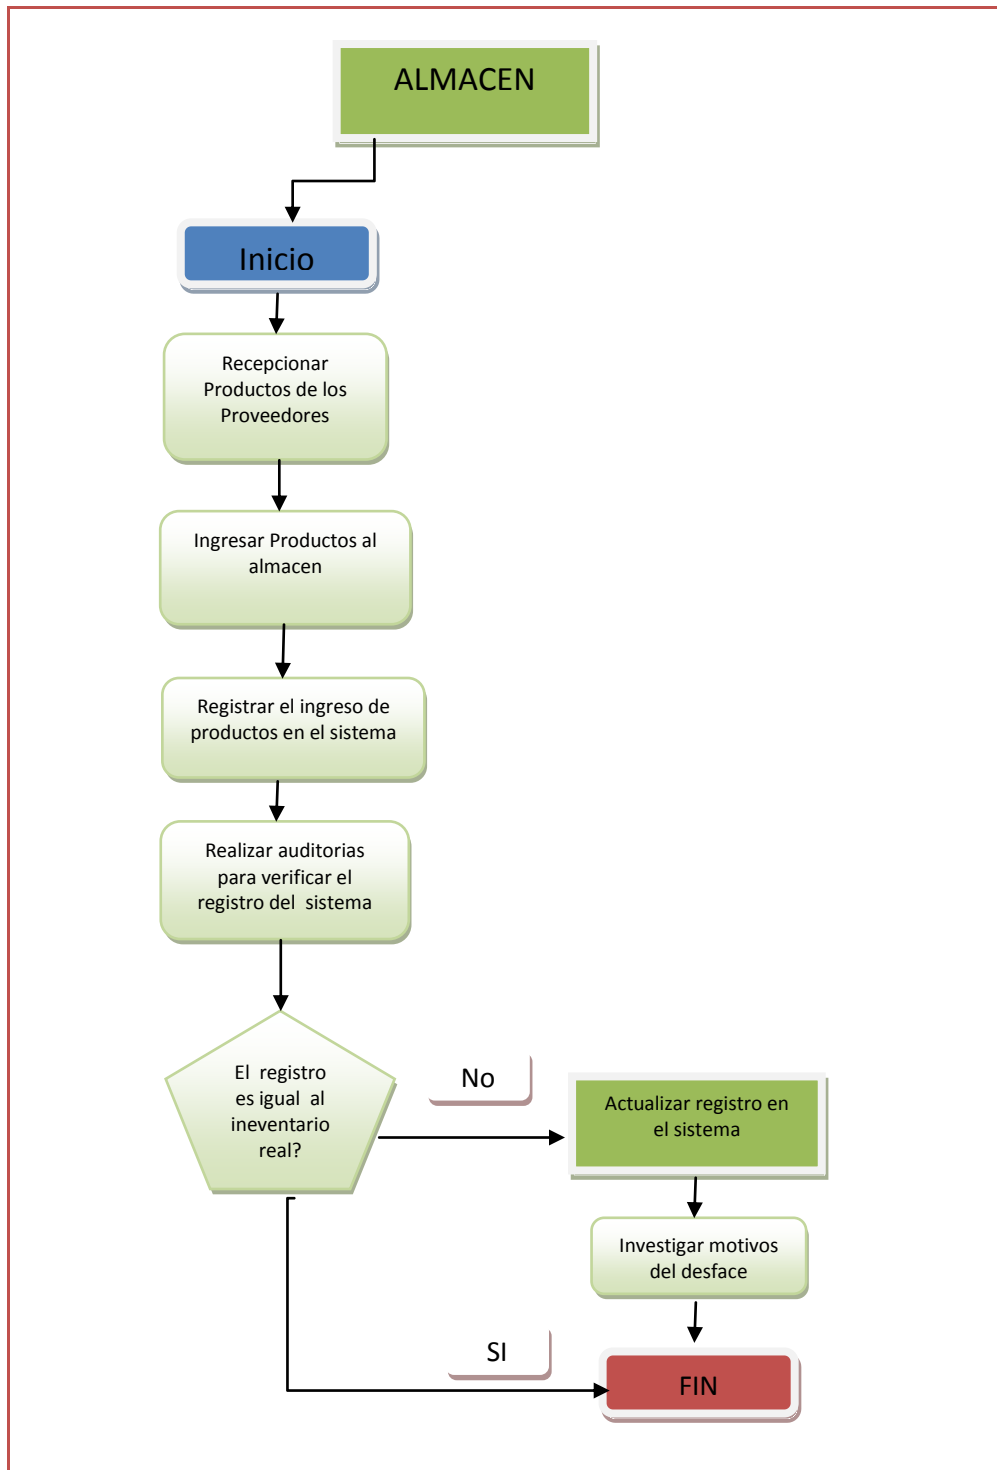 ALMACEN
Inicio
Recepcionar
Productos de los
Proveedores
Ingresar Productos al
almacen
Registrar el ingreso de
productos en el sistema
Realizar auditorias
para verificar el
registro del sistema
El registro
es igual al
ineventario
real?
No
Actualizar registro en
el sistema
Investigar motivos
del desface
SI
FIN